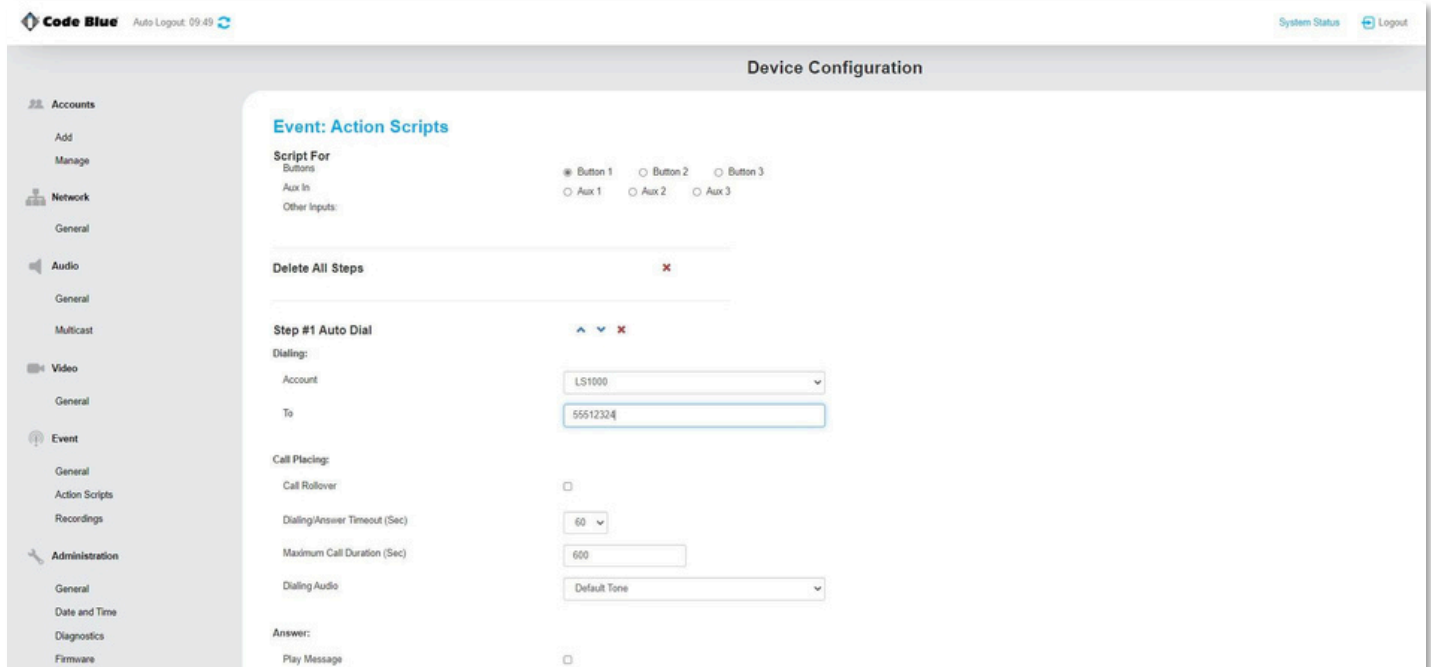 Code Blue Auto Logout: 09:49 System Status Logout
Device Configuration
Accounts
Add
Manage
Network
General
Audio
General
Multicast
Video
General
Event
General
Action Scripts
Recordings
Administration
General
Date and Time
Diagnostics
Firmware
Event: Action Scripts
Script For
Buttons Button 1 Button 2 Button 3
Aux In Aux 1 Aux 2 Aux 3
Other Inputs:
Delete All Steps
Step #1 Auto Dial
Dialing:
Account LS1000
To 55512324
Call Placing:
Call Rollover
Dialing/Answer Timeout (Sec) 60
Maximum Call Duration (Sec) 600
Dialing Audio Default Tone
Answer:
Play Message